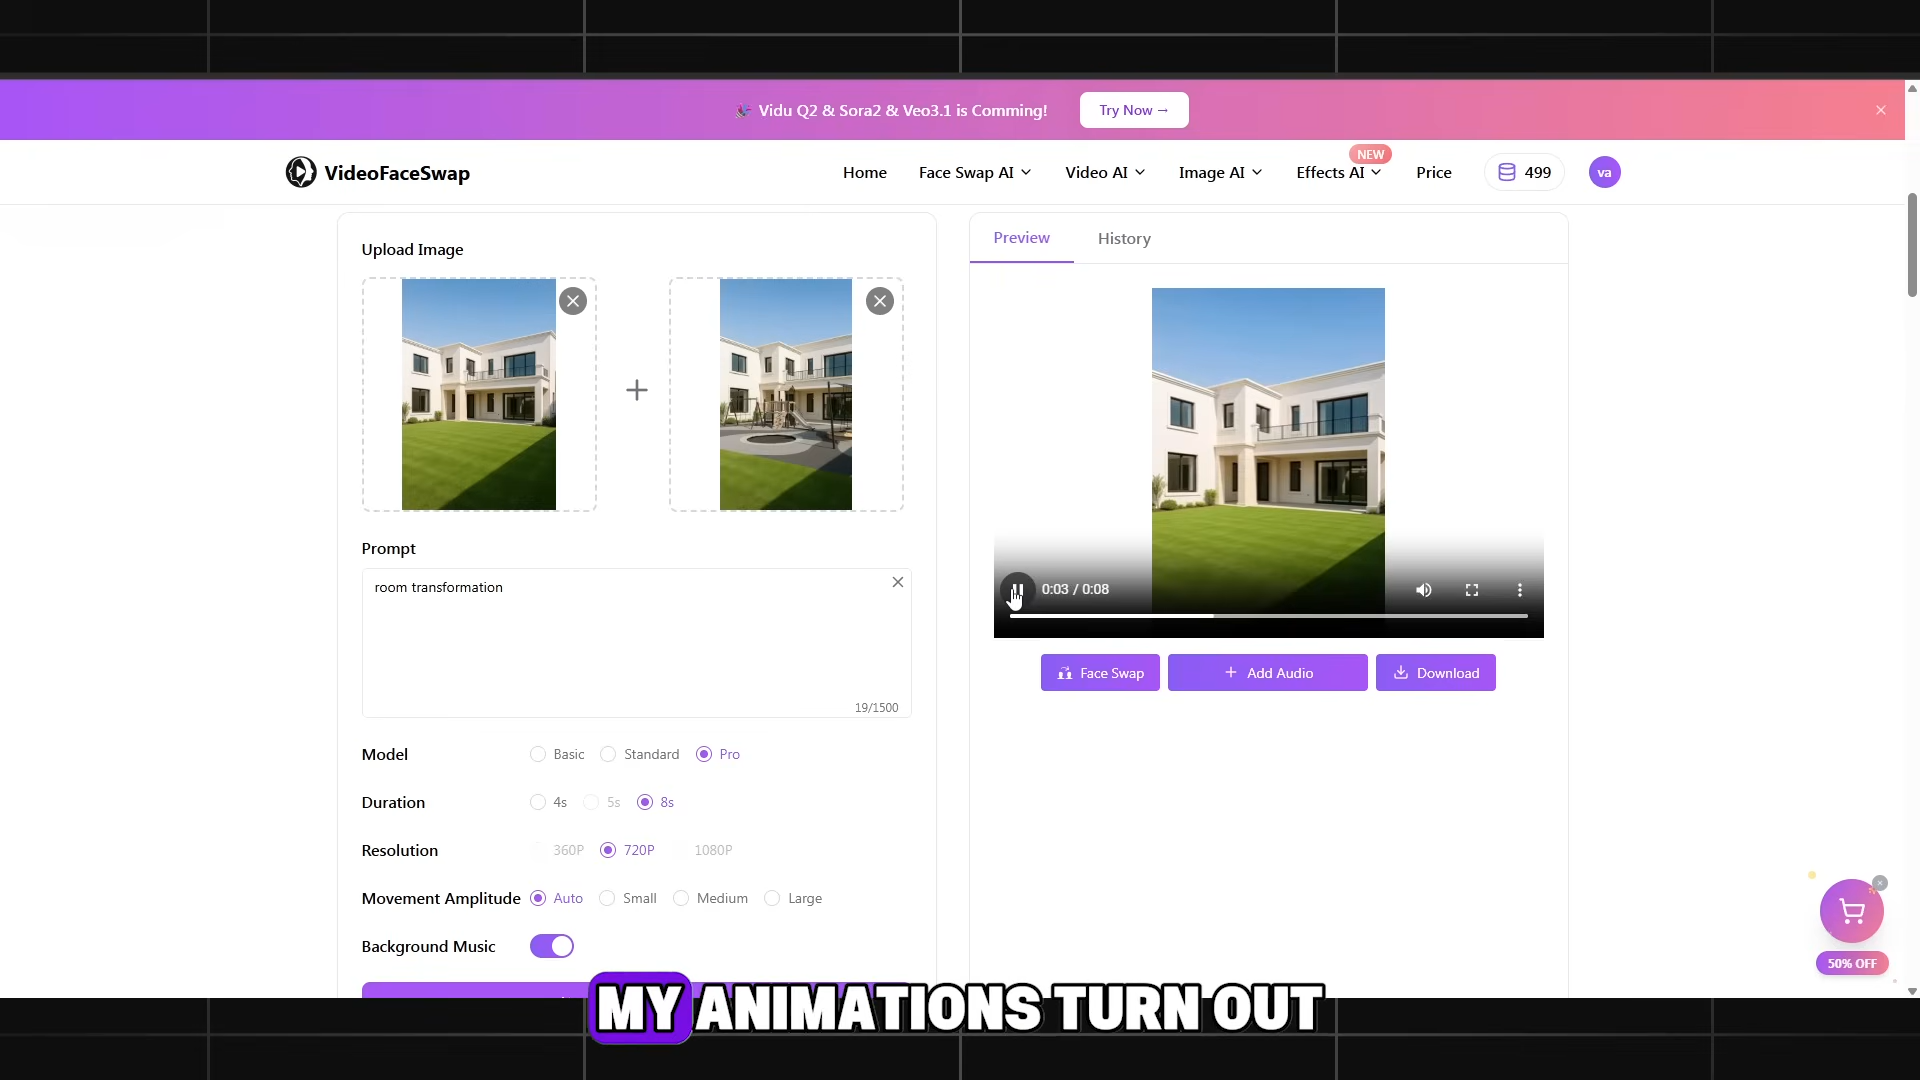 Vidu Q2 & Sora2 & Veo3.1 is Comming!
Try Now →
VideoFaceSwap
Home
Face Swap AI
Video AI
Image AI
Effects AI
NEW
Price
499
va
Upload Image
Prompt
room transformation
19/1500
Model
Basic
Standard
Pro
Duration
4s
5s
8s
Resolution
360P
720P
1080P
Movement Amplitude
Auto
Small
Medium
Large
Background Music
Preview
History
0:03 / 0:08
Face Swap
+ Add Audio
Download
50% OFF
MY ANIMATIONS TURN OUT